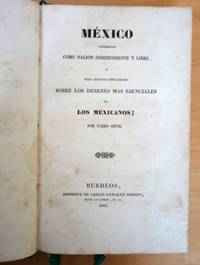 MÉXICO
CONSIDERADO
COMO NACION INDEPENDIENTE Y LIBRE,
Ó
SEAN ALGUNAS INDICACIONES
SOBRE LOS DEBERES MAS ESENCIALES
DE
LOS MEXICANOS;
POR TADEO ORTIZ.
BURDEOS,
IMPRENTA DE CARLOS LAWALLE SOBRINO,